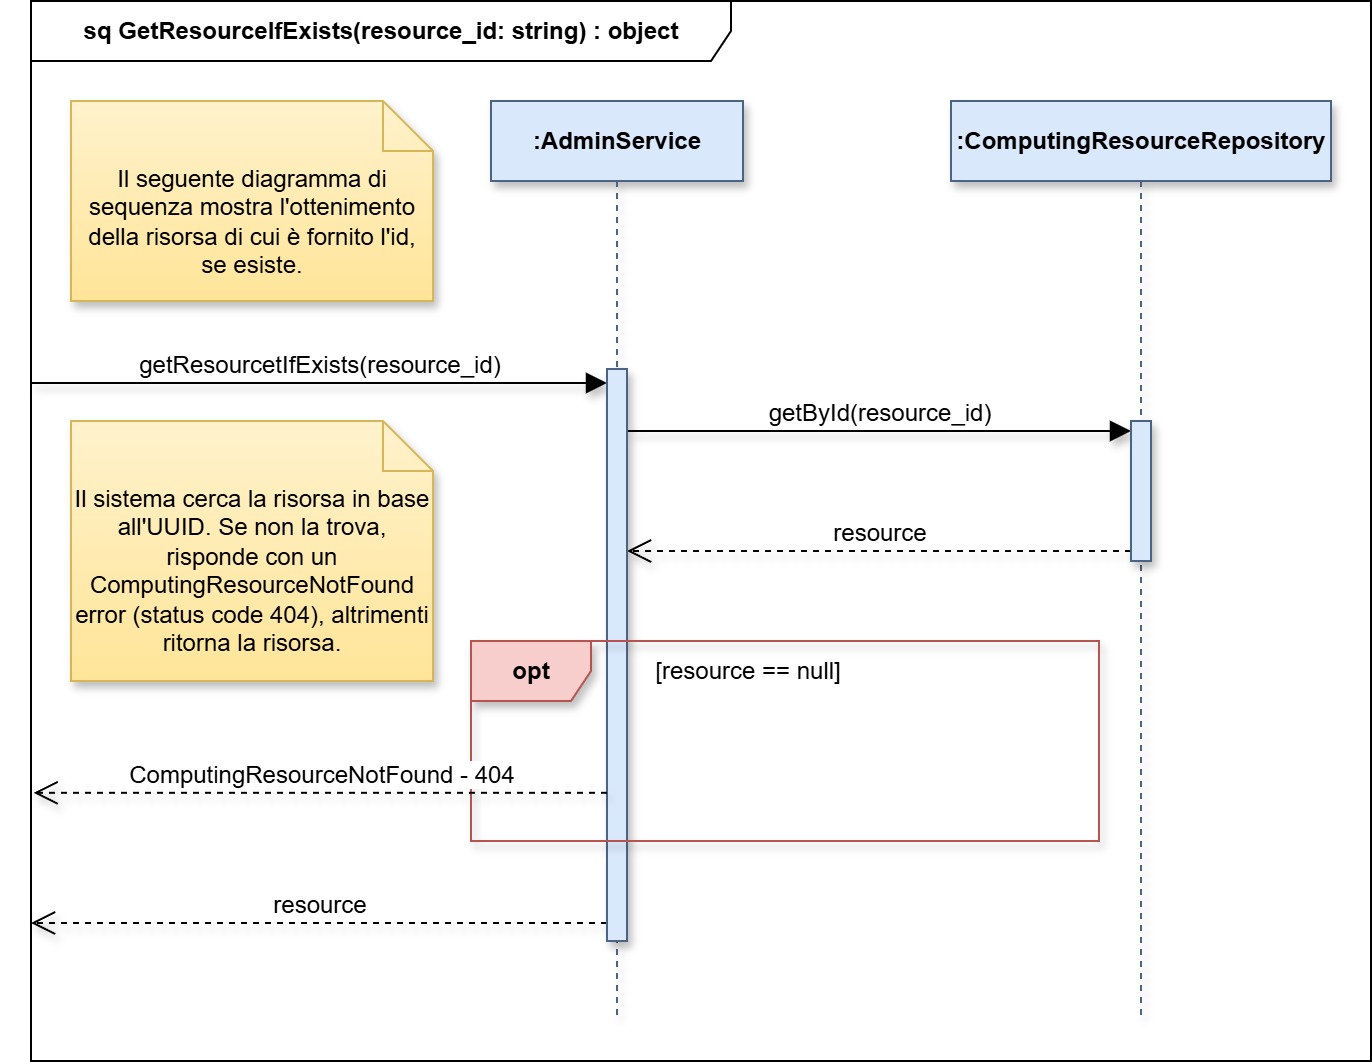 sq GetResourceIfExists(resource_id: string) : object
:AdminService
:ComputingResourceRepository
Il seguente diagramma di
sequenza mostra l'ottenimento
della risorsa di cui è fornito l'id,
se esiste.
getResourcetIfExists(resource_id)
getById(resource_id)
Il sistema cerca la risorsa in base
all'UUID. Se non la trova,
risponde con un
ComputingResourceNotFound
error (status code 404), altrimenti
ritorna la risorsa.
resource
opt
[resource == null]
ComputingResourceNotFound - 404
resource